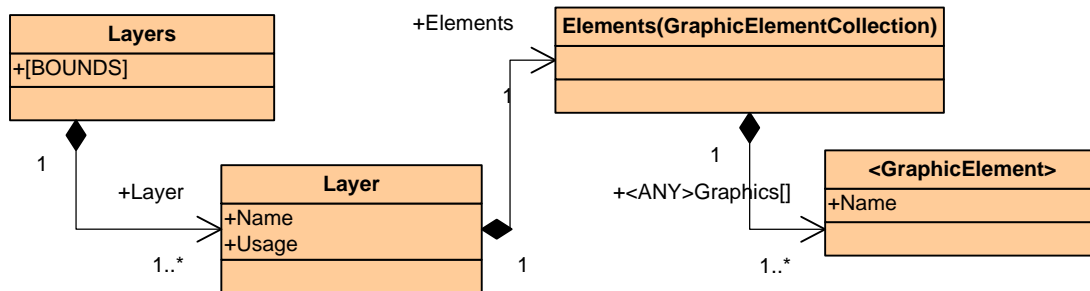 Layers
+[BOUNDS]
1
+Layer
1..*
Layer
+Name
+Usage
1
+Elements
1
Elements(GraphicElementCollection)
1
+<ANY>Graphics[]
1..*
<GraphicElement>
+Name